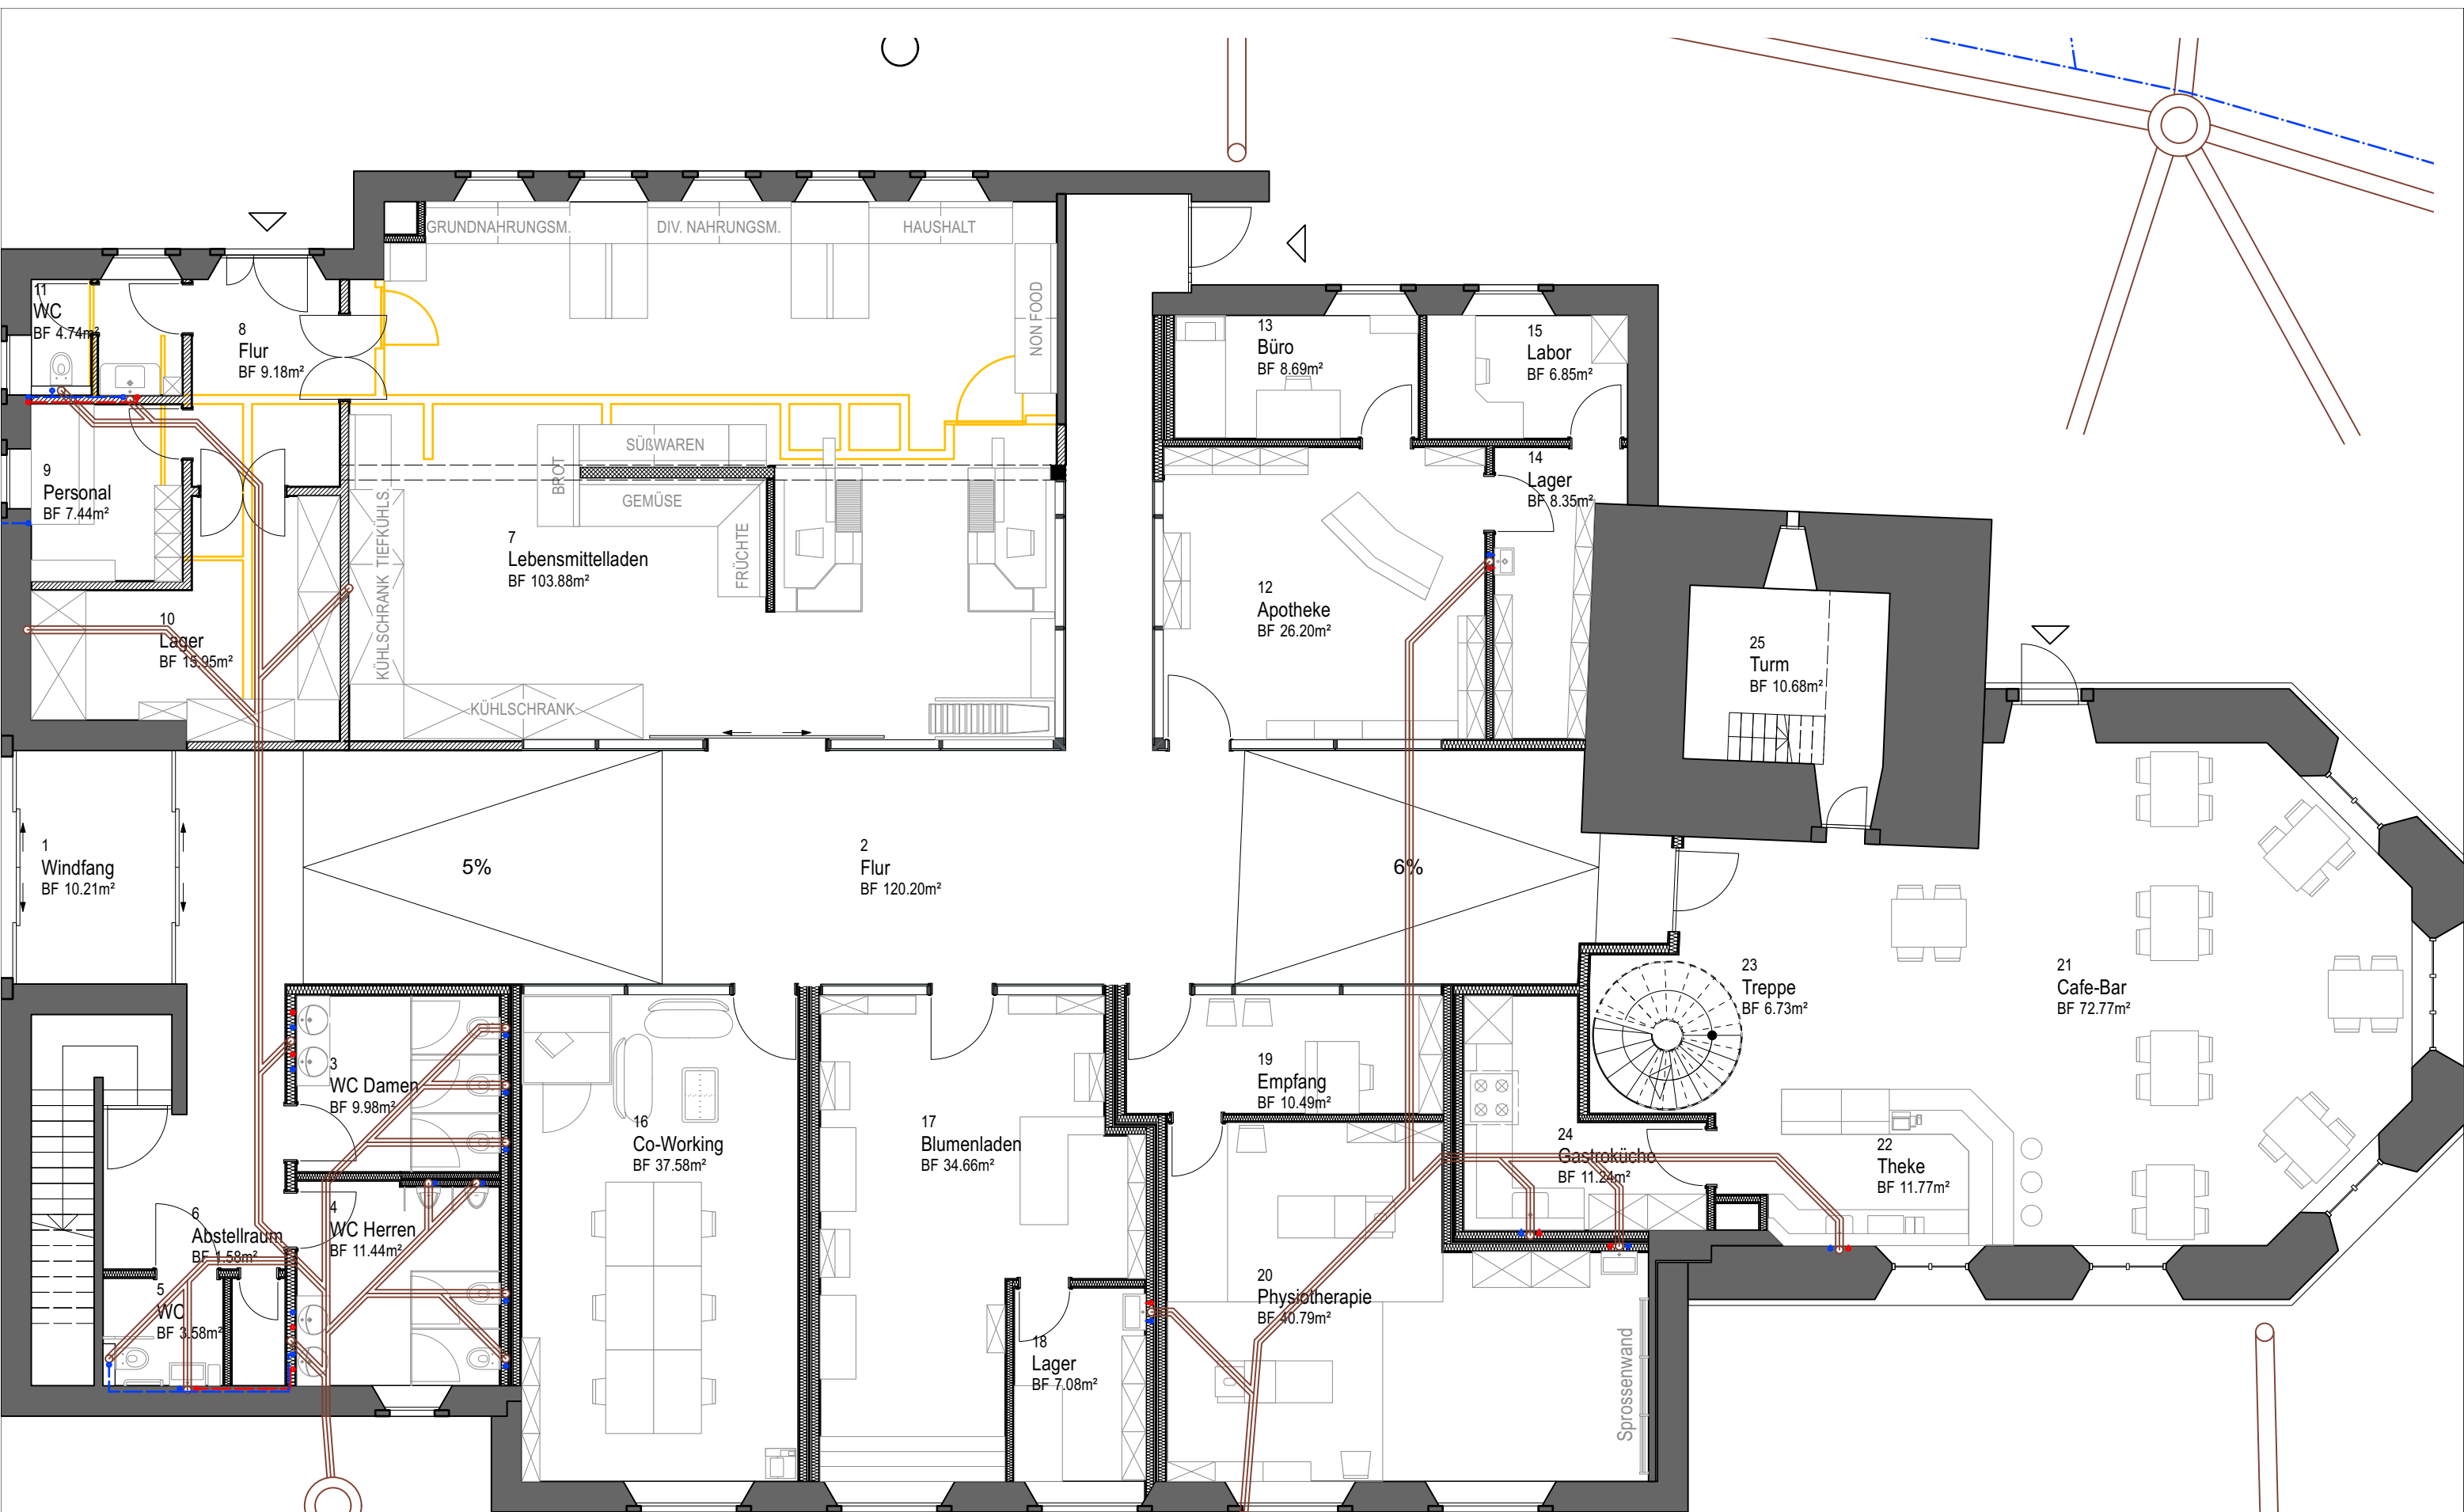 GRUNDNAHRUNGSM.
DIV. NAHRUNGSM.
HAUSHALT
NON FOOD
11
WC
BF 4.74m²
8
Flur
BF 9.18m²
13
Büro
BF 8.69m²
15
Labor
BF 6.85m²
9
Personal
BF 7.44m²
BROT
SÜßWAREN
GEMÜSE
FRÜCHTE
KÜHLSCHRANK TIEFKÜHLS.
14
Lager
BF 8.35m²
7
Lebensmittelladen
BF 103.88m²
12
Apotheke
BF 26.20m²
10
Lager
BF 15.95m²
25
Turm
BF 10.68m²
KÜHLSCHRANK
1
Windfang
BF 10.21m²
5%
2
Flur
BF 120.20m²
6%
23
Treppe
BF 6.73m²
21
Cafe-Bar
BF 72.77m²
3
WC Damen
BF 9.98m²
19
Empfang
BF 10.49m²
16
Co-Working
BF 37.58m²
17
Blumenladen
BF 34.66m²
24
Gastroküche
BF 11.24m²
22
Theke
BF 11.77m²
6
Abstellraum
BF 1.58m²
4
WC Herren
BF 11.44m²
5
WC
BF 3.58m²
20
Physiotherapie
BF 40.79m²
18
Lager
BF 7.08m²
Sprossenwand